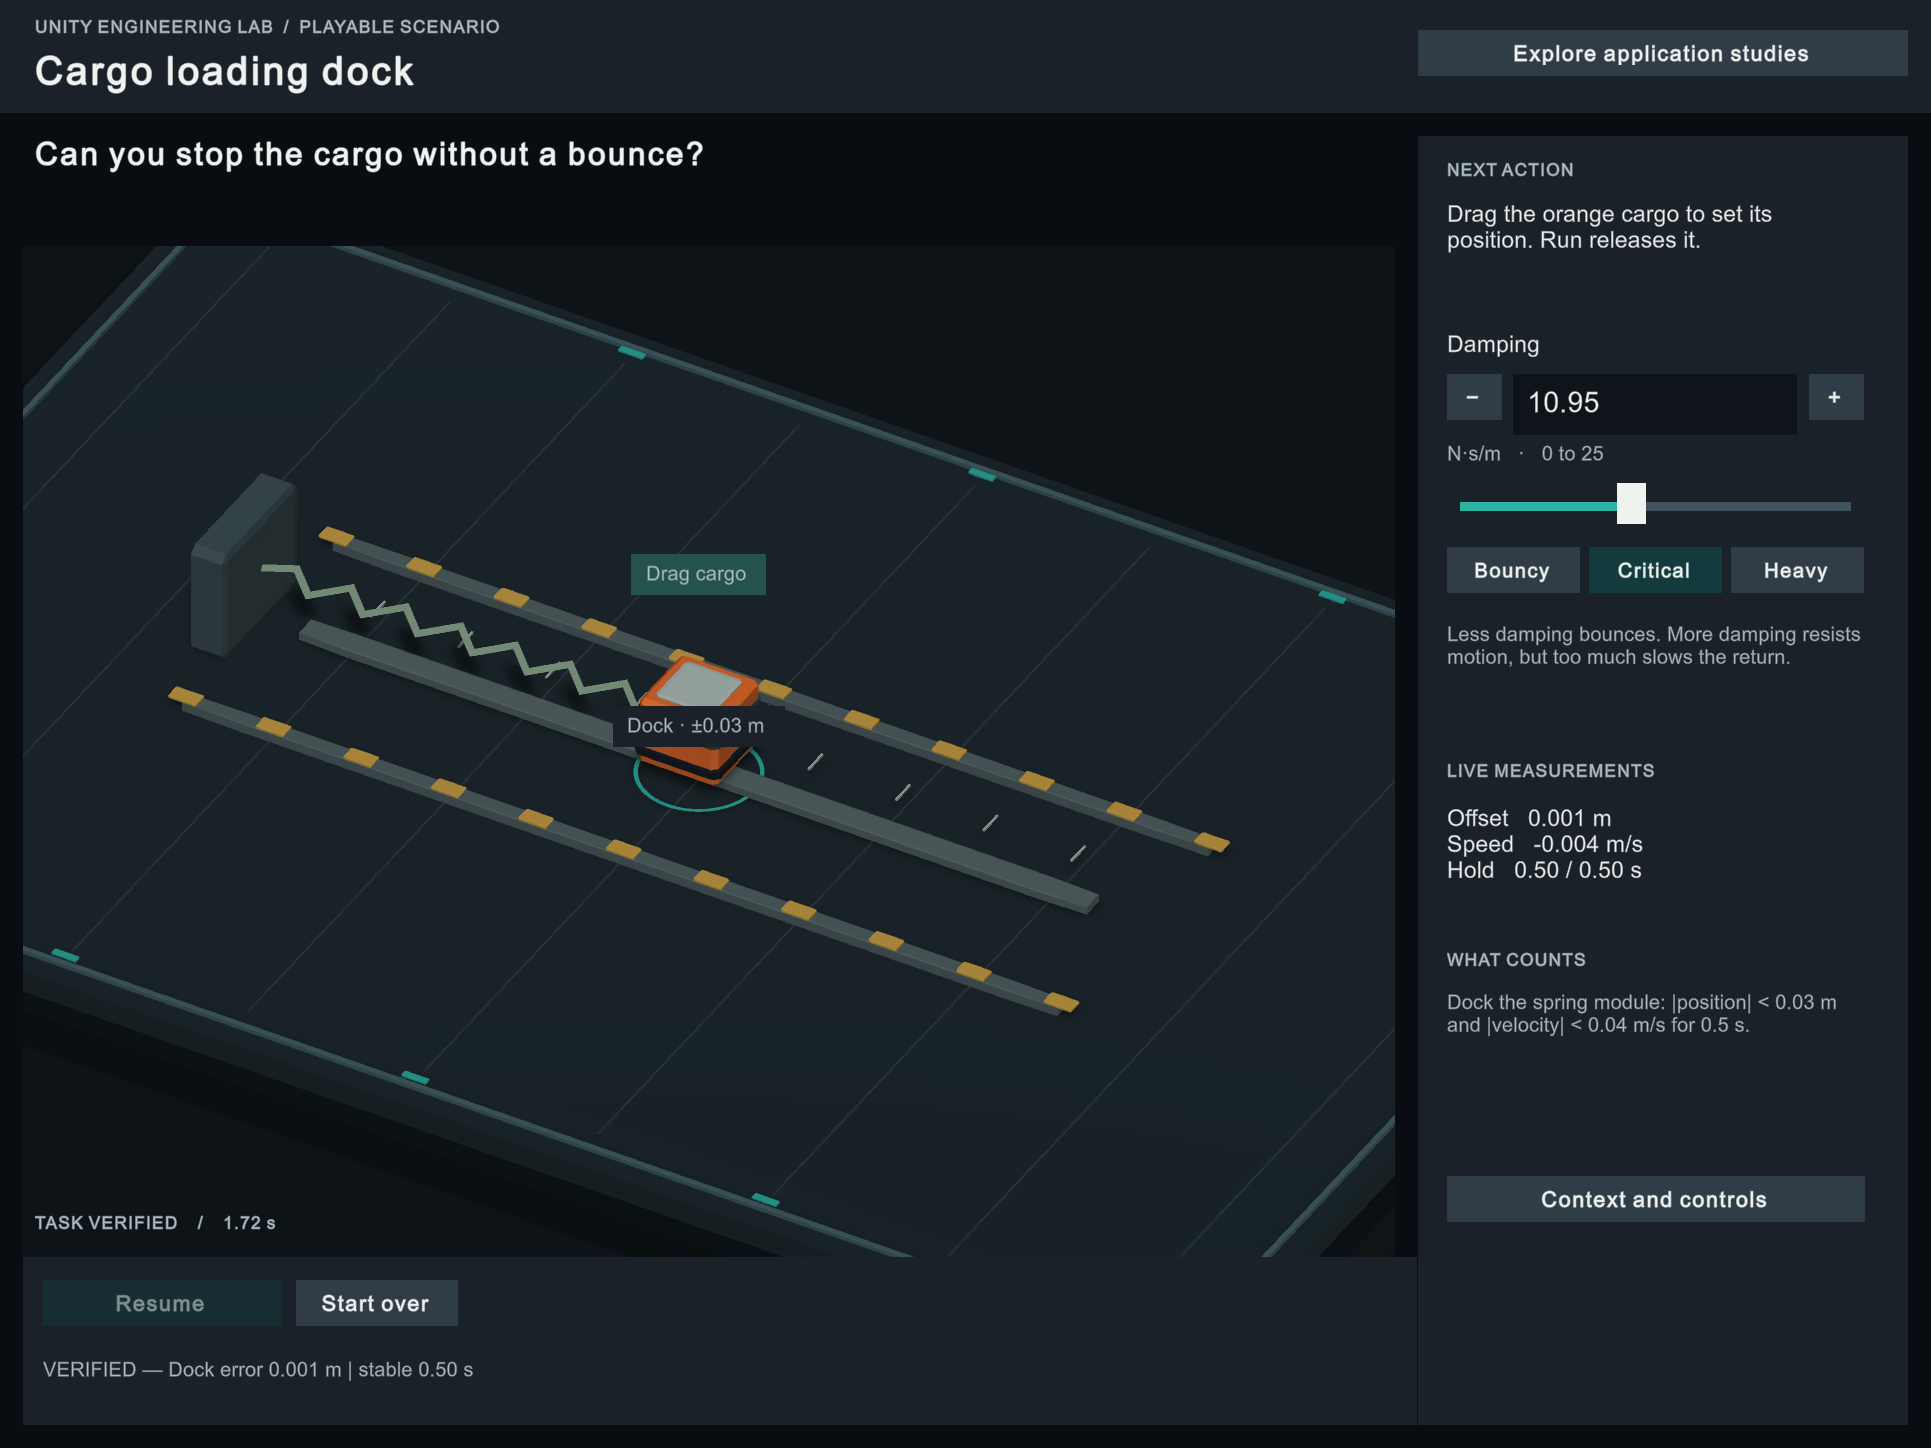 UNITY ENGINEERING LAB / PLAYABLE SCENARIO
Cargo loading dock
Explore application studies
Can you stop the cargo without a bounce?
NEXT ACTION
Drag the orange cargo to set its
position. Run releases it.
Damping
−
10.95
+
N·s/m · 0 to 25
Bouncy
Critical
Heavy
Less damping bounces. More damping resists
motion, but too much slows the return.
Drag cargo
Dock · ±0.03 m
LIVE MEASUREMENTS
Offset 0.001 m
Speed -0.004 m/s
Hold 0.50 / 0.50 s
WHAT COUNTS
Dock the spring module: |position| < 0.03 m
and |velocity| < 0.04 m/s for 0.5 s.
Context and controls
TASK VERIFIED / 1.72 s
Resume
Start over
VERIFIED — Dock error 0.001 m | stable 0.50 s